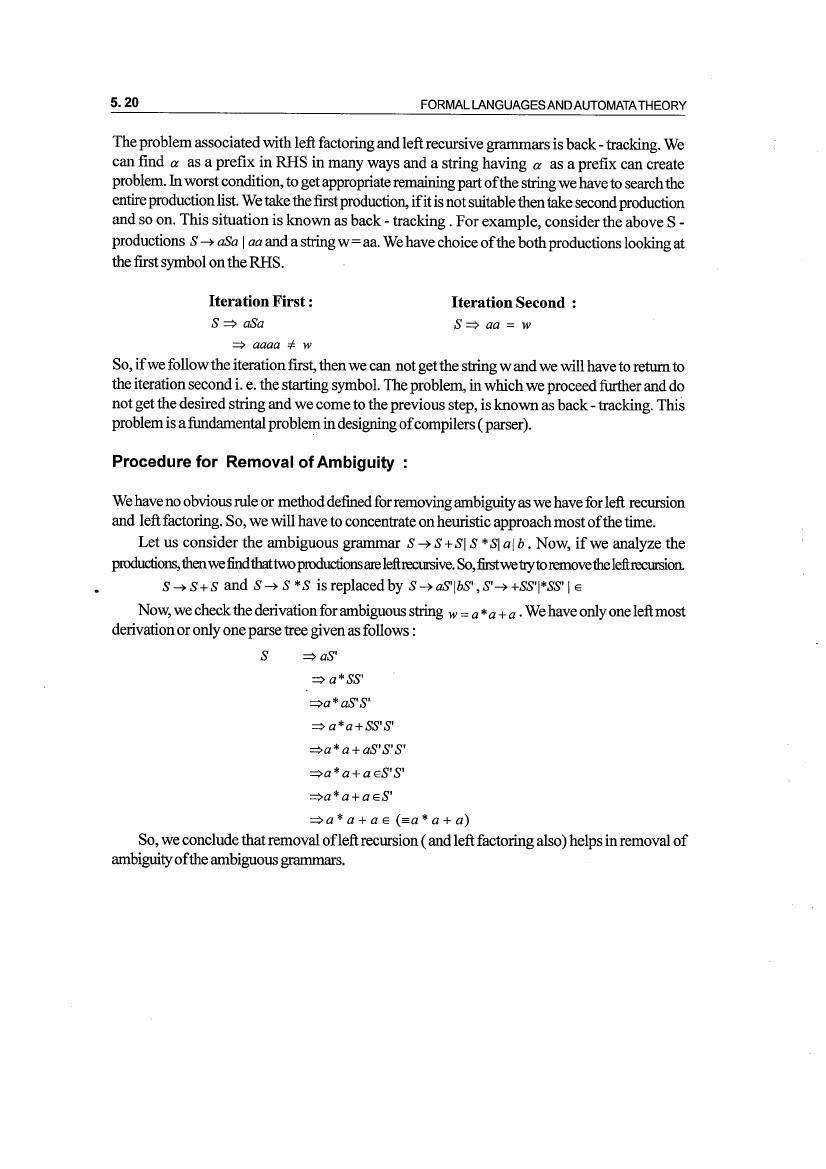 5. 20 FORMAL LANGUAGES AND AUTOMATA THEORY
The problem associated with left factoring and left recursive grammars is back - tracking. We
can find α as a prefix in RHS in many ways and a string having α as a prefix can create
problem. In worst condition, to get appropriate remaining part of the string we have to search the
entire production list. We take the first production, if it is not suitable then take second production
and so on. This situation is known as back - tracking . For example, consider the above S -
productions S → aSa | aa and a string w = aa. We have choice of the both productions looking at
the first symbol on the RHS.
Iteration First : Iteration Second :
S ⇒ aSa S ⇒ aa = w
⇒ aaaa ≠ w
So, if we follow the iteration first, then we can not get the string w and we will have to return to
the iteration second i. e. the starting symbol. The problem, in which we proceed further and do
not get the desired string and we come to the previous step, is known as back - tracking. This
problem is a fundamental problem in designing of compilers ( parser).
Procedure for Removal of Ambiguity :
We have no obvious rule or method defined for removing ambiguity as we have for left recursion
and left factoring. So, we will have to concentrate on heuristic approach most of the time.
Let us consider the ambiguous grammar S → S + S| S * S| a| b . Now, if we analyze the
productions, then we find that two productions are left recursive. So, first we try to remove the left recursion.
S → S + S and S → S * S is replaced by S → aS'|bS' , S' → +SS'|*SS' | ∈
Now, we check the derivation for ambiguous string w = a * a + a . We have only one left most
derivation or only one parse tree given as follows :
S ⇒ aS'
⇒ a * SS'
⇒ a * aS' S'
⇒ a * a + SS' S'
⇒ a * a + aS' S' S'
⇒ a * a + a ∈S' S'
⇒ a * a + a ∈S'
⇒ a * a + a ∈ (≡a * a + a)
So, we conclude that removal of left recursion ( and left factoring also) helps in removal of
ambiguity of the ambiguous grammars.